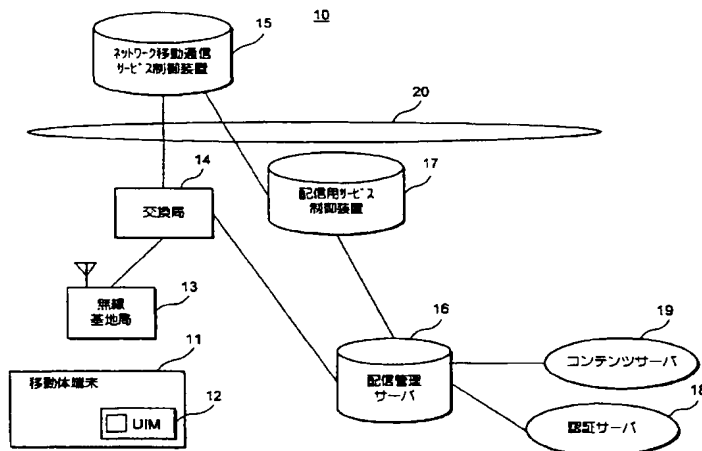 10
15
ネットワーク移動通信
サービス制御装置
20
14
17
交換局
配信用サービス
制御装置
13
無線
基地局
16
19
11
配信管理
サーバ
コンテンツサーバ
移動体端末
12
UIM
18
認証サーバ